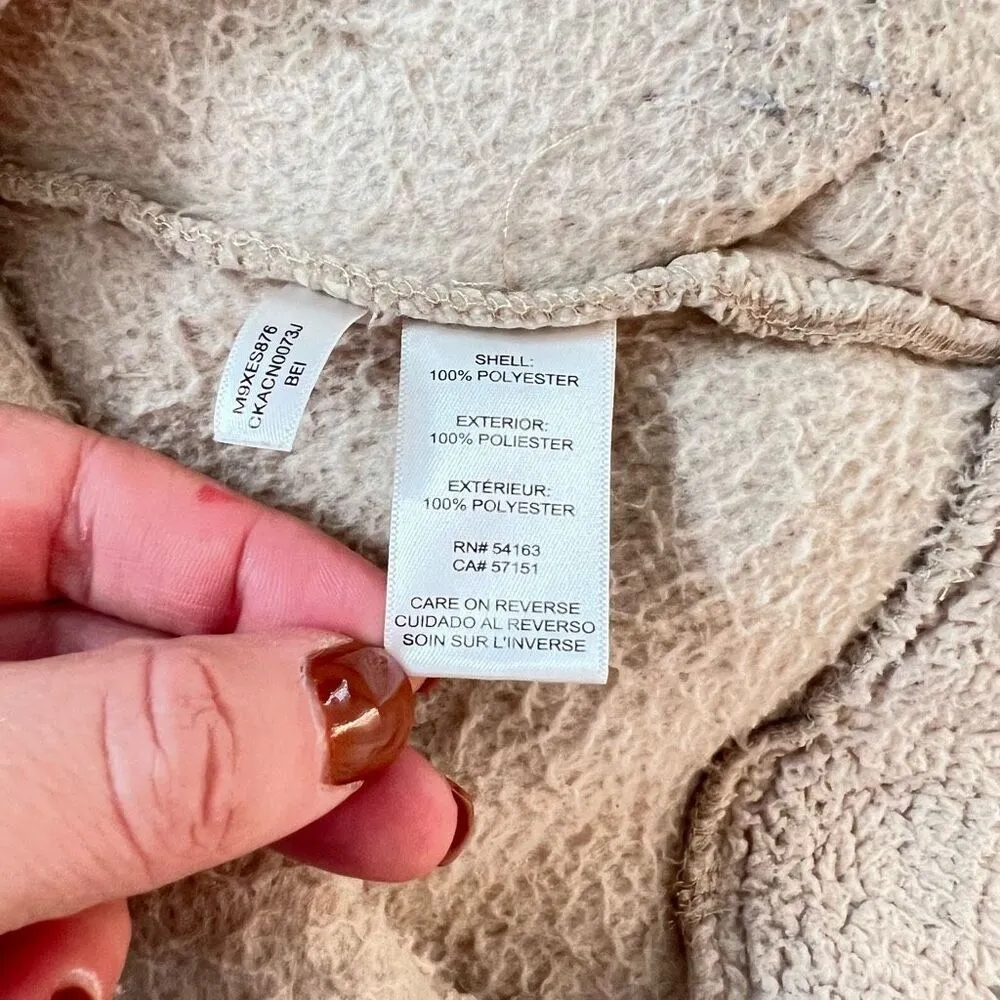 M9XES876
CKACN0073J
BEI
SHELL:
100% POLYESTER
EXTERIOR:
100% POLIESTER
EXTÉRIEUR:
100% POLYESTER
RN# 54163
CA# 57151
CARE ON REVERSE
CUIDADO AL REVERSO
SOIN SUR L'INVERSE